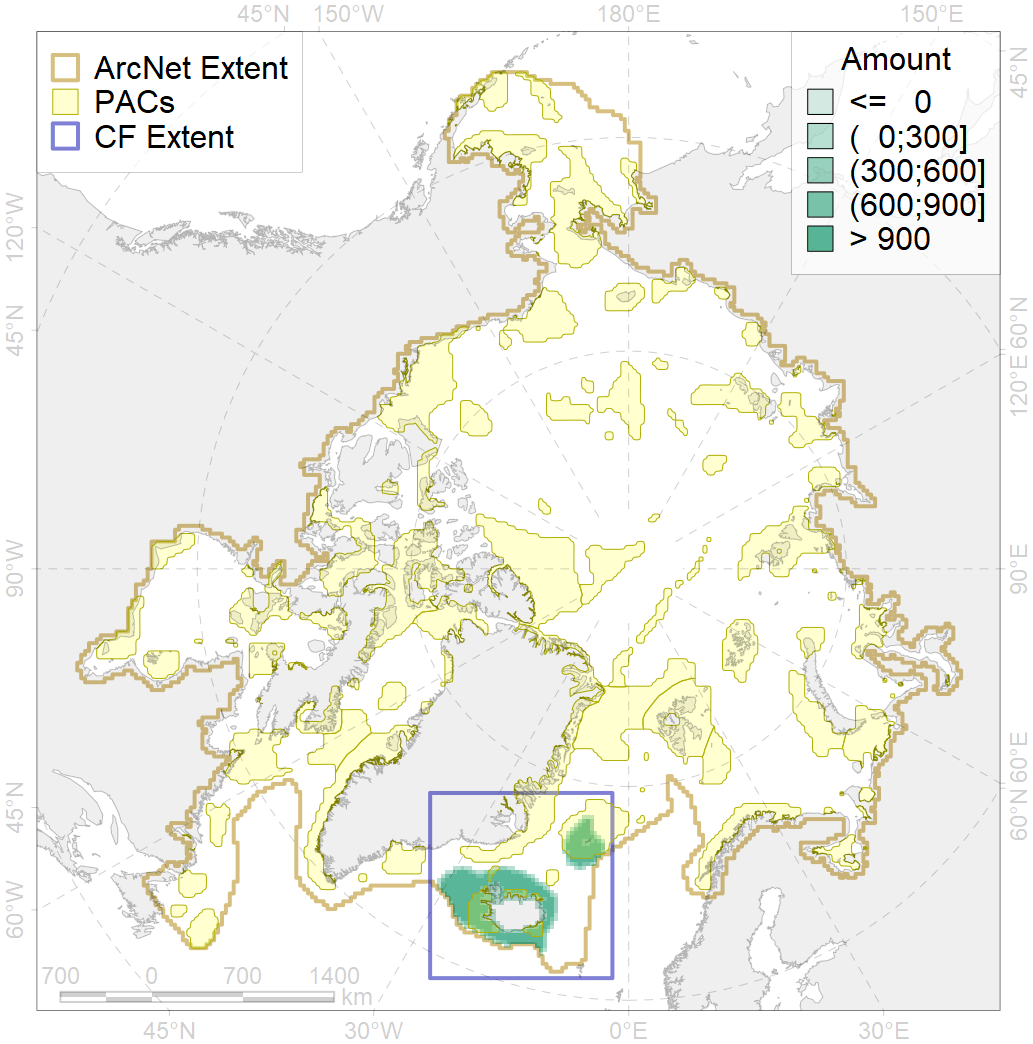 45°N 150°W 180°E 150°E
ArcNet Extent
PACs
CF Extent
Amount
<= 0
( 0;300]
(300;600]
(600;900]
> 900
45°N
120°W
45°N
90°W
45°N
60°W
60°N
120°E
90°E
60°E
60°N
700 0 700 1400
km
45°N 30°W 0°E 30°E